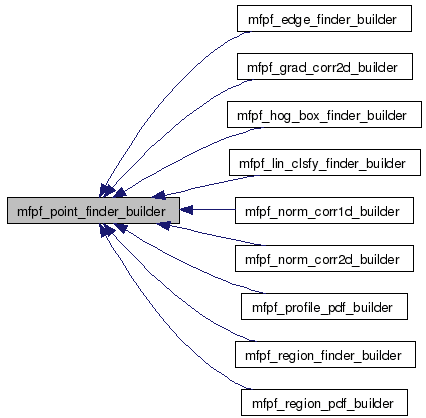 mfpf_edge_finder_builder
mfpf_grad_corr2d_builder
mfpf_hog_box_finder_builder
mfpf_lin_clsfy_finder_builder
mfpf_point_finder_builder
mfpf_norm_corr1d_builder
mfpf_norm_corr2d_builder
mfpf_profile_pdf_builder
mfpf_region_finder_builder
mfpf_region_pdf_builder